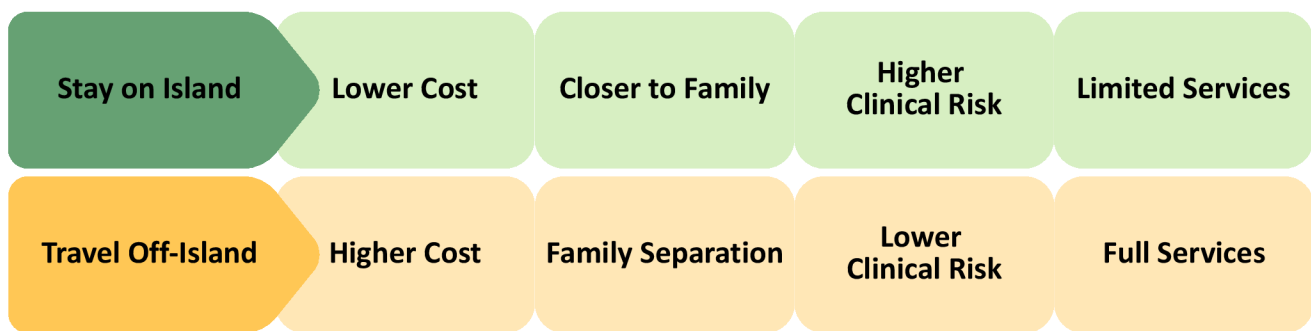 Stay on Island
Lower Cost
Closer to Family
Higher
Clinical Risk
Limited Services
Travel Off-Island
Higher Cost
Family Separation
Lower
Clinical Risk
Full Services